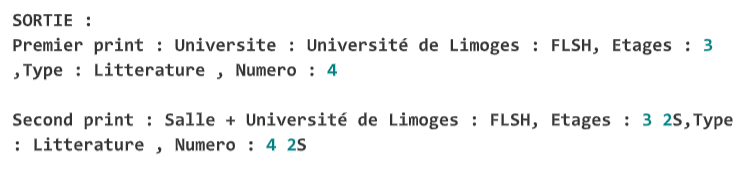 SORTIE :
Premier print : Universite : Université de Limoges : FLSH, Etages : 3
,Type : Litterature , Numero : 4
Second print : Salle + Université de Limoges : FLSH, Etages : 3 2S,Type
: Litterature , Numero : 4 2S